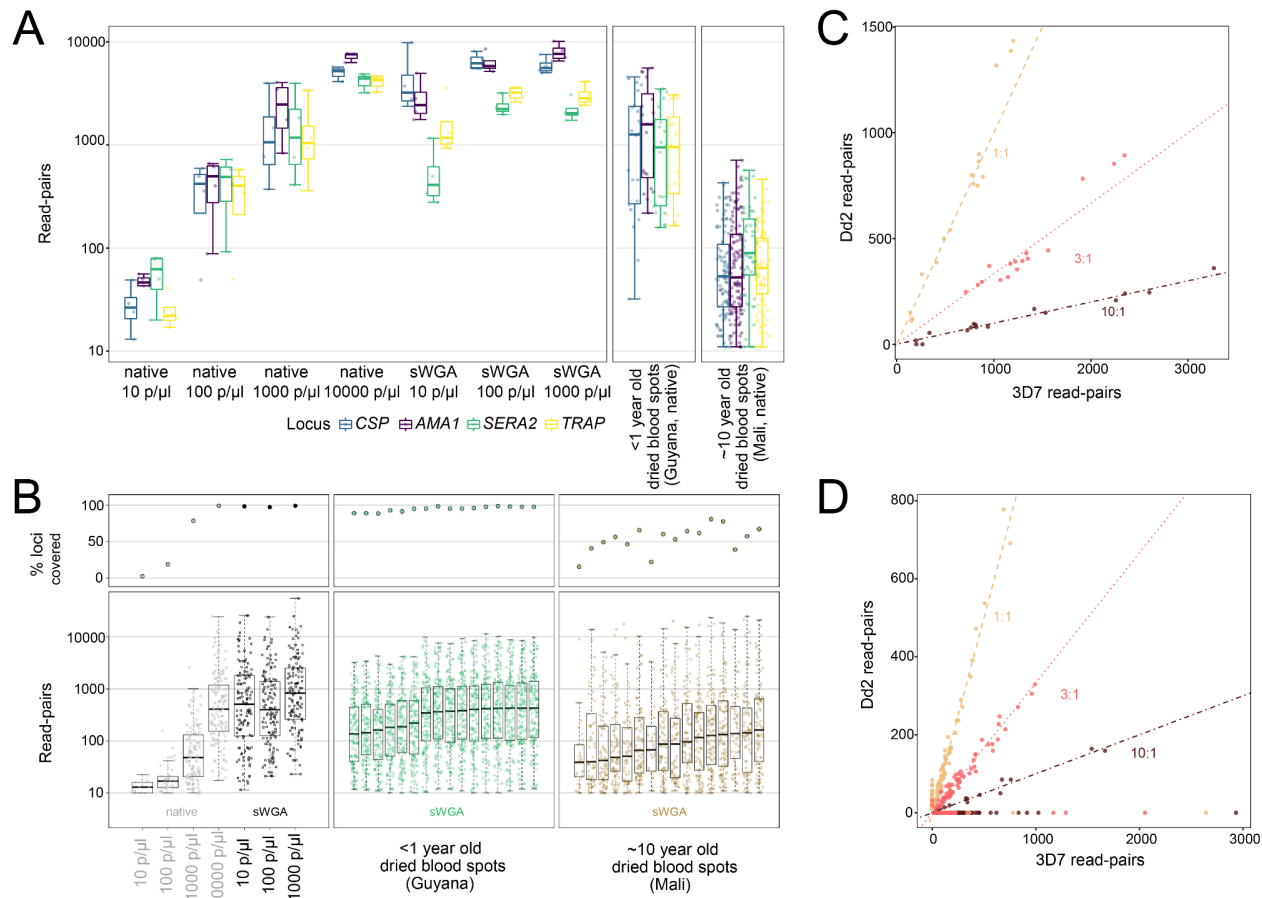 A
10000
1000
100
10
Read-pairs
native
10 p/µl
native
100 p/µl
native
1000 p/µl
native
10000 p/µl
sWGA
10 p/µl
sWGA
100 p/µl
sWGA
1000 p/µl
<1 year old
dried blood spots
(Guyana, native)
~10 year old
dried blood spots
(Mali, native)
Locus CSP AMA1 SERA2 TRAP
B
100
50
0
% loci
covered
10000
1000
100
10
Read-pairs
native
sWGA
sWGA
sWGA
10 p/µl
100 p/µl
1000 p/µl
0000 p/µl
10 p/µl
100 p/µl
1000 p/µl
<1 year old
dried blood spots
(Guyana)
~10 year old
dried blood spots
(Mali)
C
1500
1000
500
0
Dd2 read-pairs
1:1
3:1
10:1
0
1000
2000
3000
3D7 read-pairs
D
800
600
400
200
0
Dd2 read-pairs
1:1
3:1
10:1
0
1000
2000
3000
3D7 read-pairs